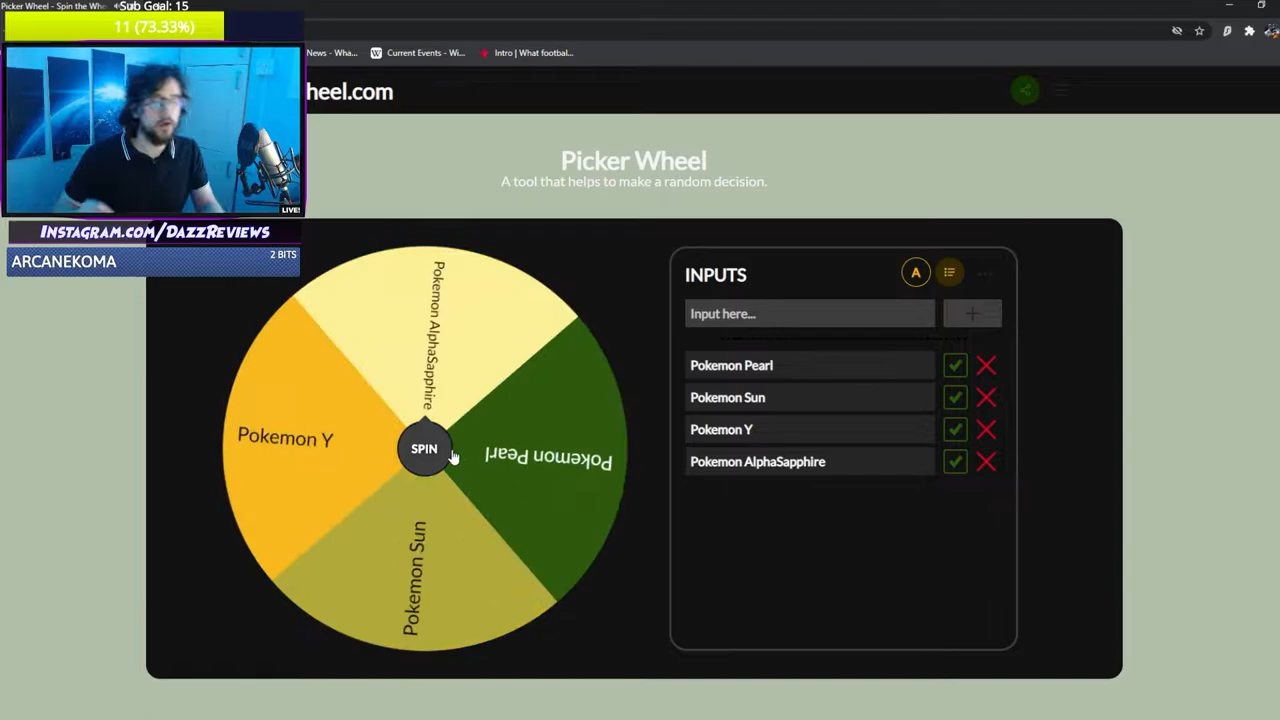 Picker Wheel - Spin the Whe
Sub Goal: 15
11 (73.33%)
News - Wha...
Current Events - Wi...
Intro | What footbal...
heel.com
LIVE!
Picker Wheel
A tool that helps to make a random decision.
INSTAGRAM.COM/DAZZREVIEWS
ARCANEKOMA
2 BITS
Pokemon AlphaSapphire
Pokemon Y
SPIN
Pokemon Pearl
Pokemon Sun
INPUTS
A
Input here...
+
Pokemon Pearl
Pokemon Sun
Pokemon Y
Pokemon AlphaSapphire